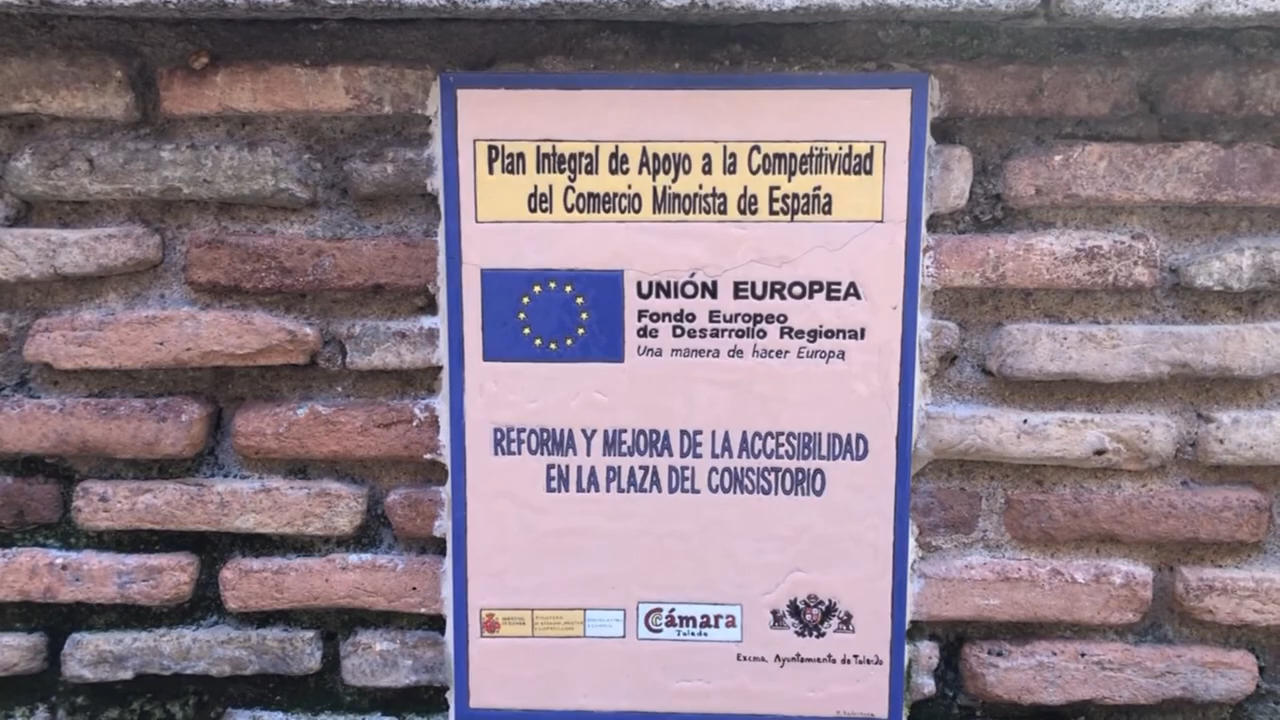 Plan Integral de Apoyo a la Competitividad
del Comercio Minorista de España
UNIÓN EUROPEA
Fondo Europeo
de Desarrollo Regional
Una manera de hacer Europa
REFORMA Y MEJORA DE LA ACCESIBILIDAD
EN LA PLAZA DEL CONSISTORIO
Cámara
Toledo
Excmo. Ayuntamiento de Toledo